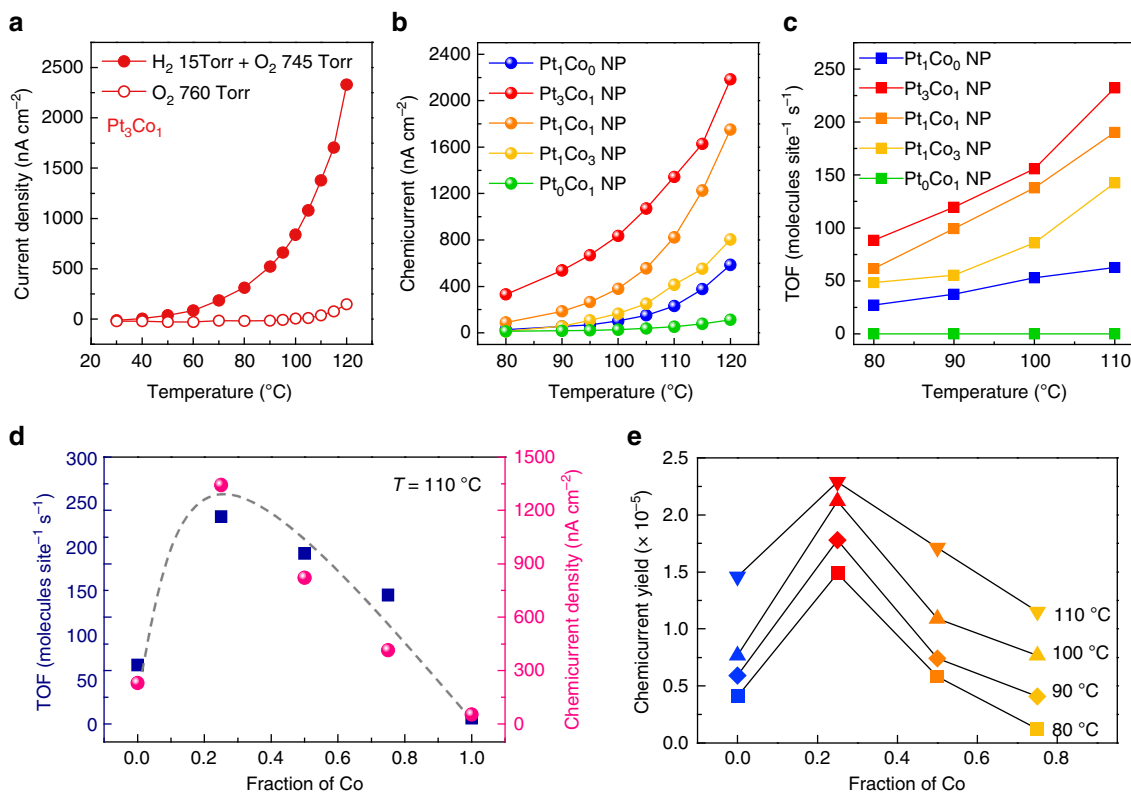 a
H₂ 15Torr + O₂ 745 Torr
O₂ 760 Torr
Pt₃Co₁
Current density (nA cm⁻²)
2500
2000
1500
1000
500
0
20 40 60 80 100 120
Temperature (°C)
b
Pt₁Co₀ NP
Pt₃Co₁ NP
Pt₁Co₁ NP
Pt₁Co₃ NP
Pt₀Co₁ NP
Chemicurrent (nA cm⁻²)
2400
2000
1600
1200
800
400
0
80 90 100 110 120
Temperature (°C)
c
Pt₁Co₀ NP
Pt₃Co₁ NP
Pt₁Co₁ NP
Pt₁Co₃ NP
Pt₀Co₁ NP
TOF (molecules site⁻¹ s⁻¹)
250
200
150
100
50
0
80 90 100 110
Temperature (°C)
d
T = 110 °C
TOF (molecules site⁻¹ s⁻¹)
300
250
200
150
100
50
0
Chemicurrent density (nA cm⁻²)
1500
1200
900
600
300
0
0.0 0.2 0.4 0.6 0.8 1.0
Fraction of Co
e
Chemicurrent yield (× 10⁻⁵)
2.5
2.0
1.5
1.0
0.5
0.0
110 °C
100 °C
90 °C
80 °C
0.0 0.2 0.4 0.6 0.8
Fraction of Co